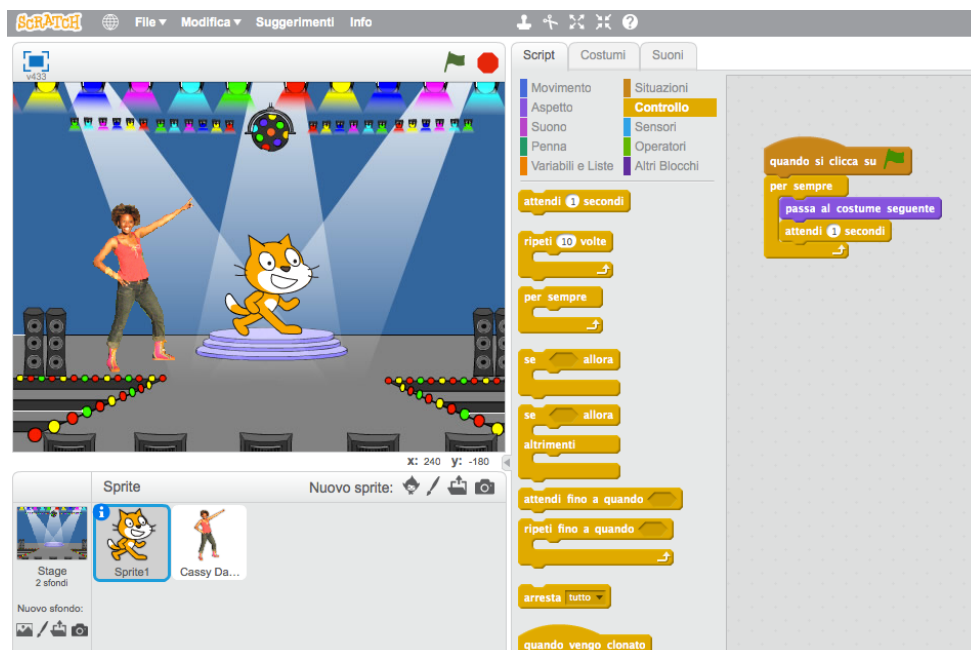 SCRATCH File Modifica Suggerimenti Info
v433
Script Costumi Suoni
Movimento Situazioni
Aspetto Controllo
Suono Sensori
Penna Operatori
Variabili e Liste Altri Blocchi
attendi 1 secondi
ripeti 10 volte
per sempre
se allora
se allora
altrimenti
attendi fino a quando
ripeti fino a quando
arresta tutto
quando vengo clonato
quando si clicca su
per sempre
passa al costume seguente
attendi 1 secondi
x: 240 y: -180
Sprite Nuovo sprite:
Stage
2 sfondi
Nuovo sfondo:
Sprite1
Cassy Da...